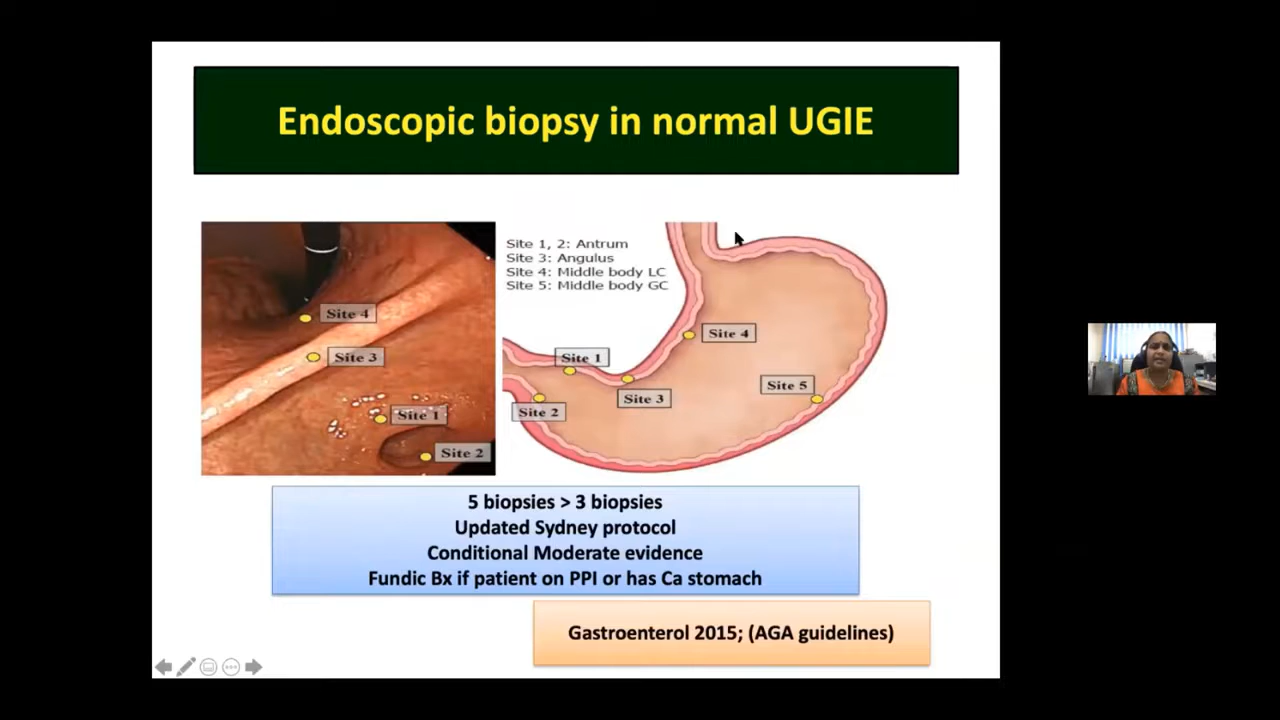 Endoscopic biopsy in normal UGIE
Site 4
Site 3
Site 1
Site 2
Site 1, 2: Antrum
Site 3: Angulus
Site 4: Middle body LC
Site 5: Middle body GC
Site 4
Site 1
Site 5
Site 3
Site 2
5 biopsies > 3 biopsies
Updated Sydney protocol
Conditional Moderate evidence
Fundic Bx if patient on PPI or has Ca stomach
Gastroenterol 2015; (AGA guidelines)